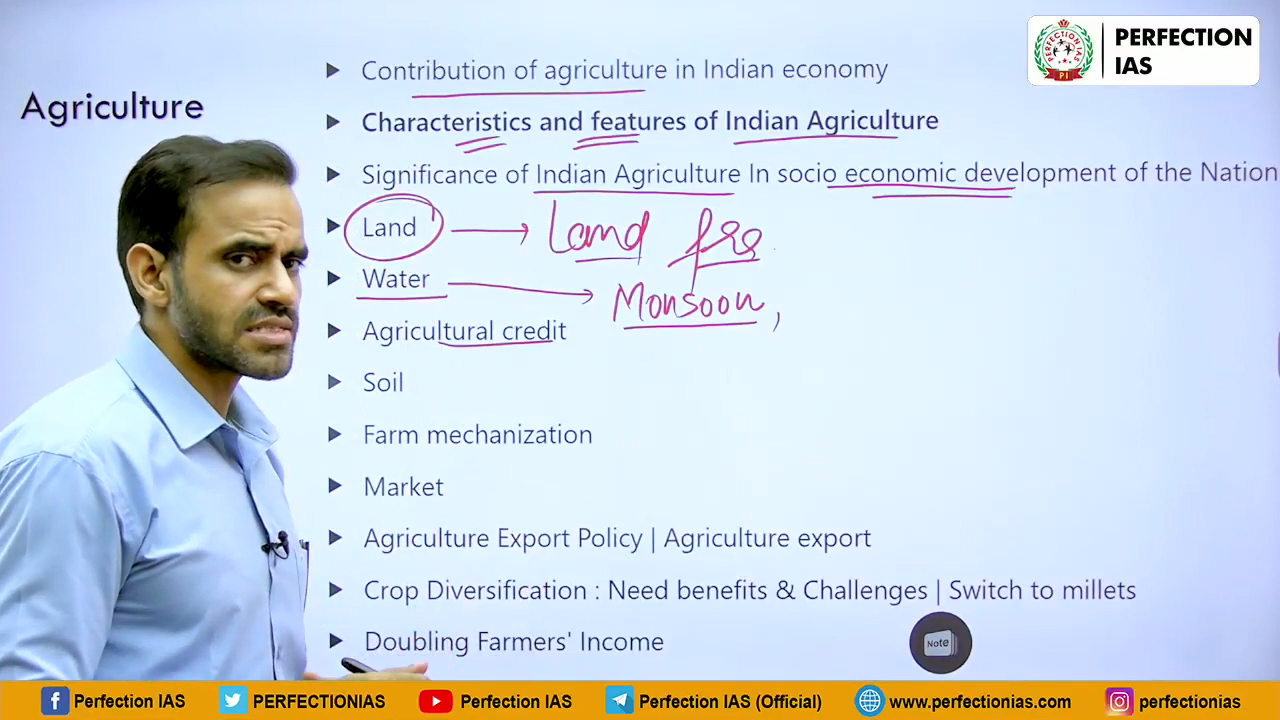 PERFECTION
IAS
PERFECTION IAS
PI
Agriculture
Contribution of agriculture in Indian economy
Characteristics and features of Indian Agriculture
Significance of Indian Agriculture In socio economic development of the Nation
Land
Land
Water
Monsoon,
Agricultural credit
Soil
Farm mechanization
Market
Agriculture Export Policy | Agriculture export
Crop Diversification : Need benefits & Challenges | Switch to millets
Note
Doubling Farmers' Income
Perfection IAS
PERFECTIONIAS
Perfection IAS
Perfection IAS (Official)
www.perfectionias.com
perfectionias